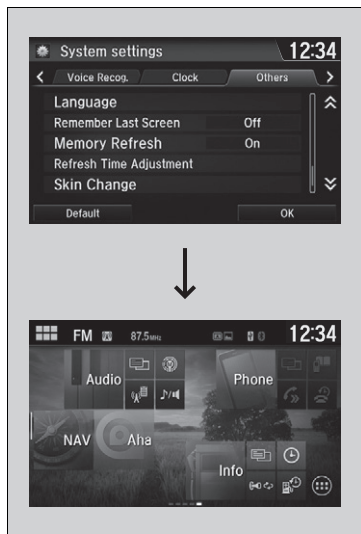 System settings 12:34
Voice Recog. Clock Others
Language
Remember Last Screen Off
Memory Refresh On
Refresh Time Adjustment
Skin Change
Default OK
FM 87.5MHz 12:34
Audio Phone
NAV Aha
Info